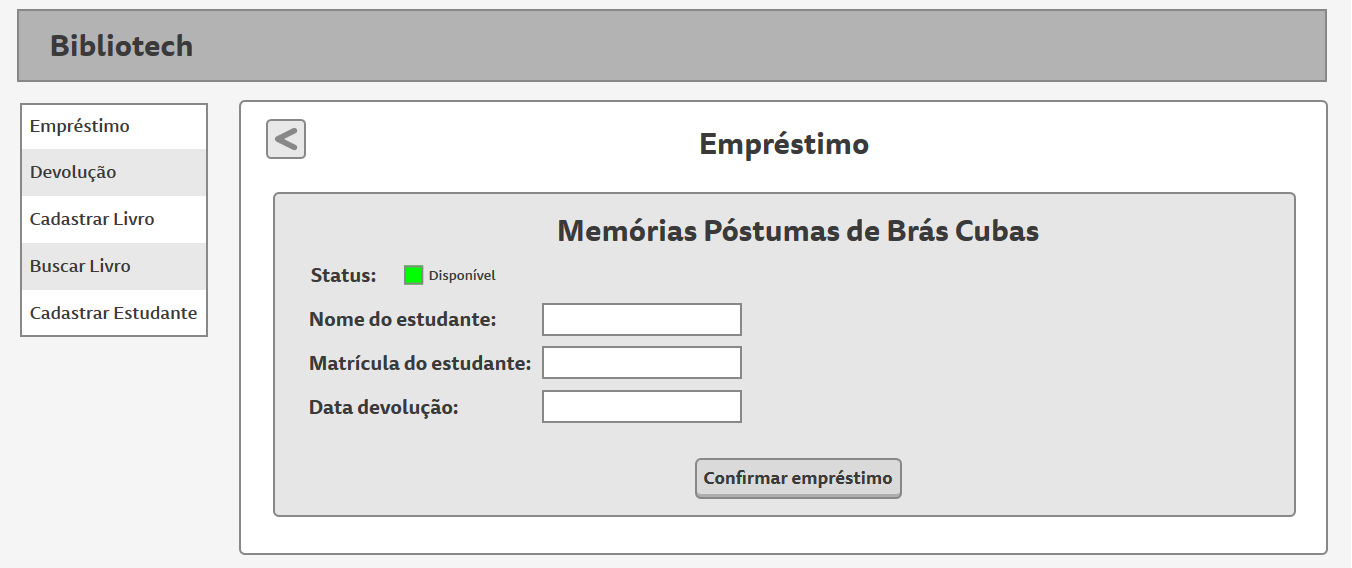 Bibliotech
Empréstimo
Devolução
Cadastrar Livro
Buscar Livro
Cadastrar Estudante
<
Empréstimo
Memórias Póstumas de Brás Cubas
Status: Disponível
Nome do estudante:
Matrícula do estudante:
Data devolução:
Confirmar empréstimo